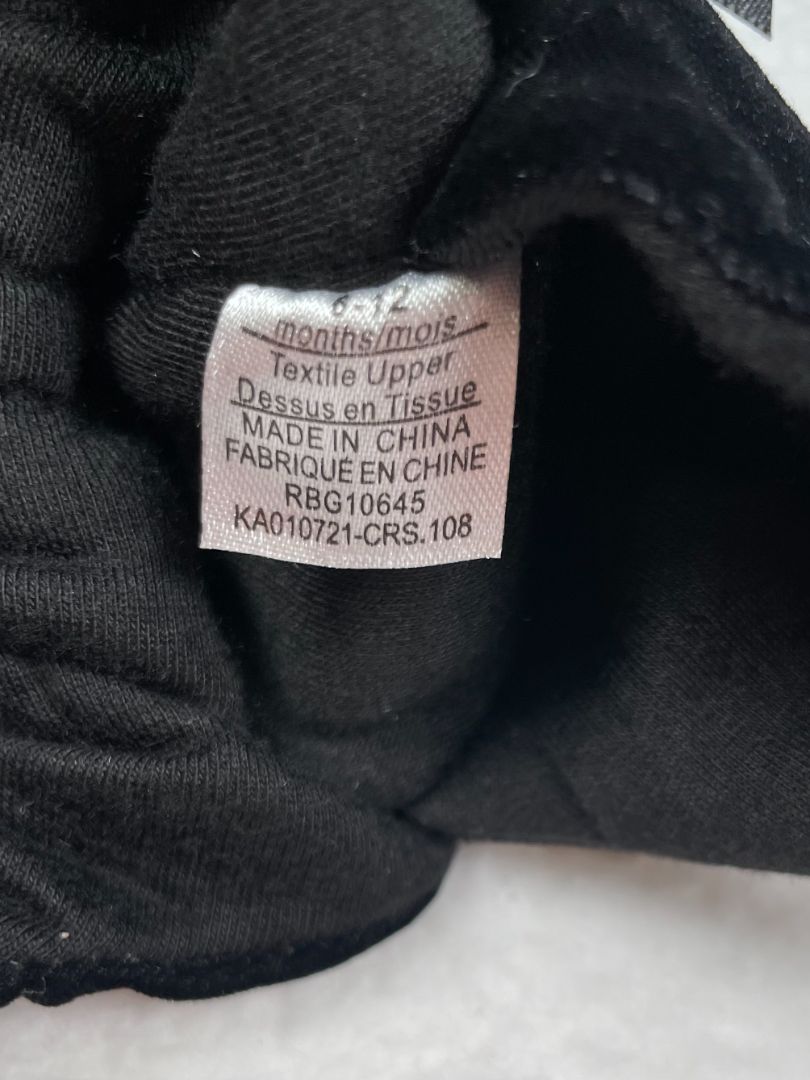 6-12
months/mois
Textile Upper
Dessus en Tissue
MADE IN CHINA
FABRIQUÉ EN CHINE
RBG10645
KA010721-CRS.108